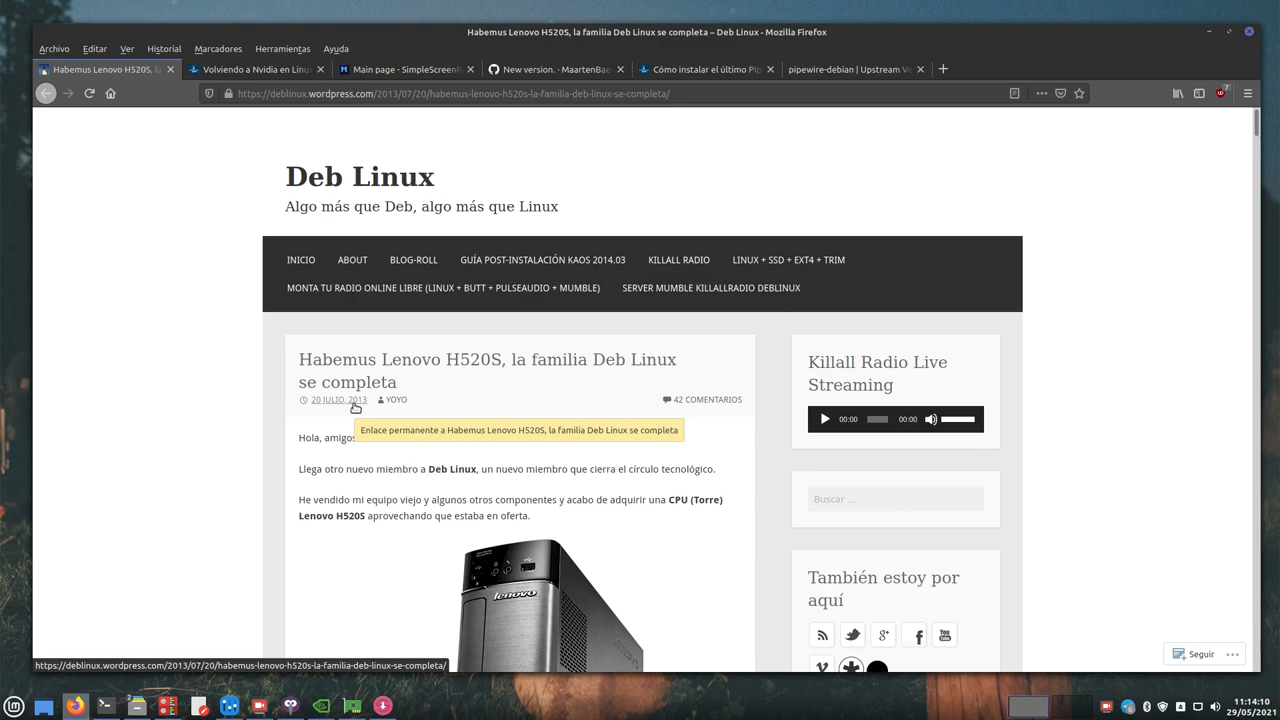 Habemus Lenovo H520S, la familia Deb Linux se completa – Deb Linux - Mozilla Firefox
Archivo Editar Ver Historial Marcadores Herramientas Ayuda
Habemus Lenovo H520S, la
Volviendo a Nvidia en Linux
Main page - SimpleScreenR
New version. · MaartenBae
Cómo instalar el último Pip
pipewire-debian | Upstream Ve
https://deblinux.wordpress.com/2013/07/20/habemus-lenovo-h520s-la-familia-deb-linux-se-completa/
7
Deb Linux
Algo más que Deb, algo más que Linux
INICIO ABOUT BLOG-ROLL GUÍA POST-INSTALACIÓN KAOS 2014.03 KILLALL RADIO LINUX + SSD + EXT4 + TRIM
MONTA TU RADIO ONLINE LIBRE (LINUX + BUTT + PULSEAUDIO + MUMBLE) SERVER MUMBLE KILLALLRADIO DEBLINUX
Habemus Lenovo H520S, la familia Deb Linux
se completa
20 JULIO, 2013 YOYO 42 COMENTARIOS
Enlace permanente a Habemus Lenovo H520S, la familia Deb Linux se completa
Hola, amigos
Llega otro nuevo miembro a Deb Linux, un nuevo miembro que cierra el círculo tecnológico.
He vendido mi equipo viejo y algunos otros componentes y acabo de adquirir una CPU (Torre)
Lenovo H520S aprovechando que estaba en oferta.
lenovo
Killall Radio Live
Streaming
00:00 00:00
Buscar …
También estoy por
aquí
You
Tube
Seguir
https://deblinux.wordpress.com/2013/07/20/habemus-lenovo-h520s-la-familia-deb-linux-se-completa/
2
11:14:10
29/05/2021